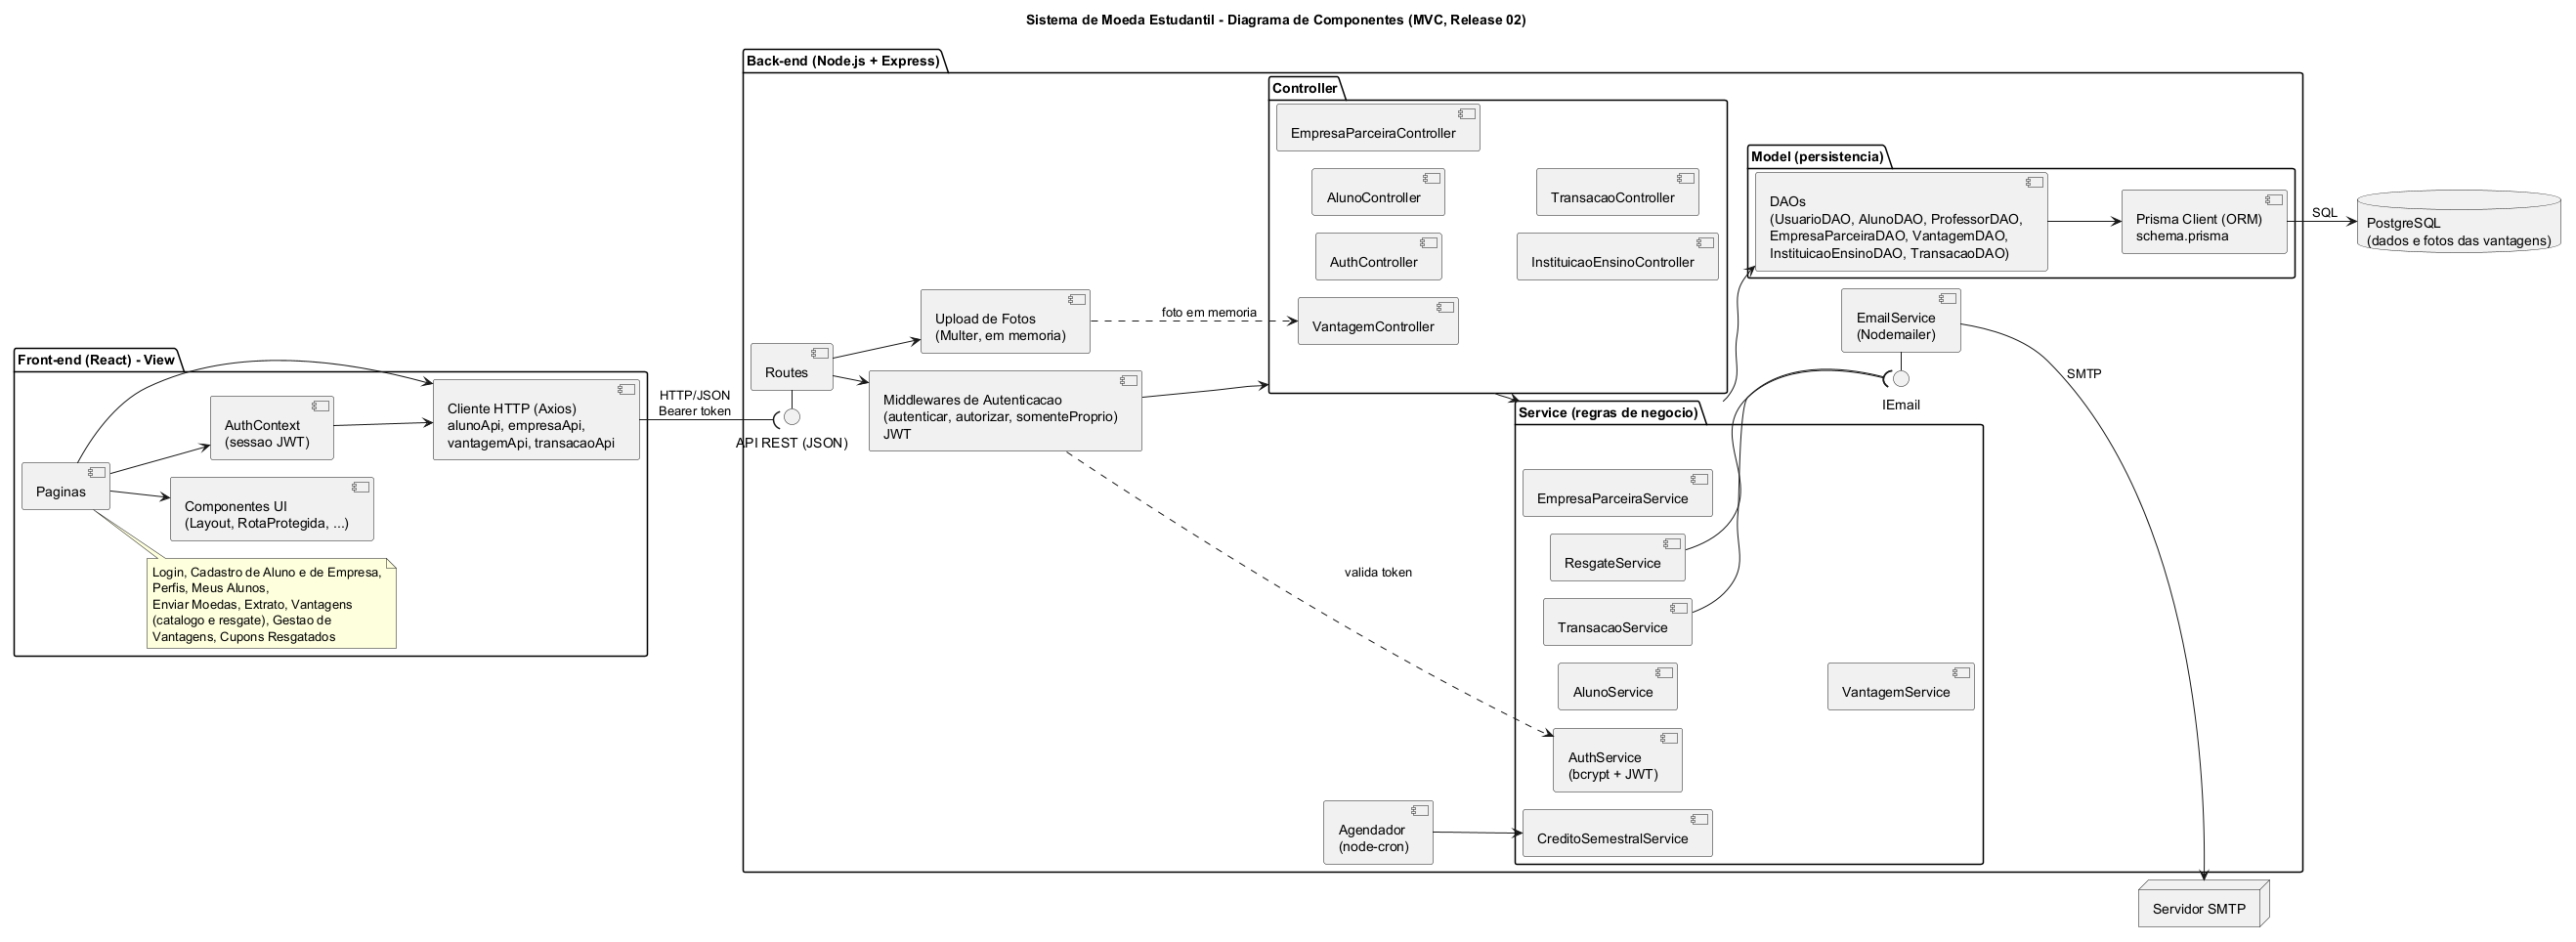 Sistema de Moeda Estudantil - Diagrama de Componentes (MVC, Release 02)
Front-end (React) - View
Paginas
AuthContext
(sessao JWT)
Componentes UI
(Layout, RotaProtegida, ...)
Cliente HTTP (Axios)
alunoApi, empresaApi,
vantagemApi, transacaoApi
Login, Cadastro de Aluno e de Empresa,
Perfis, Meus Alunos,
Enviar Moedas, Extrato, Vantagens
(catalogo e resgate), Gestao de
Vantagens, Cupons Resgatados
HTTP/JSON
Bearer token
Back-end (Node.js + Express)
Routes
API REST (JSON)
Upload de Fotos
(Multer, em memoria)
Middlewares de Autenticacao
(autenticar, autorizar, somenteProprio)
JWT
foto em memoria
valida token
Agendador
(node-cron)
Controller
EmpresaParceiraController
AlunoController
TransacaoController
AuthController
InstituicaoEnsinoController
VantagemController
Service (regras de negocio)
EmpresaParceiraService
ResgateService
TransacaoService
AlunoService
VantagemService
AuthService
(bcrypt + JWT)
CreditoSemestralService
Model (persistencia)
DAOs
(UsuarioDAO, AlunoDAO, ProfessorDAO,
EmpresaParceiraDAO, VantagemDAO,
InstituicaoEnsinoDAO, TransacaoDAO)
Prisma Client (ORM)
schema.prisma
EmailService
(Nodemailer)
IEmail
SMTP
SQL
PostgreSQL
(dados e fotos das vantagens)
Servidor SMTP